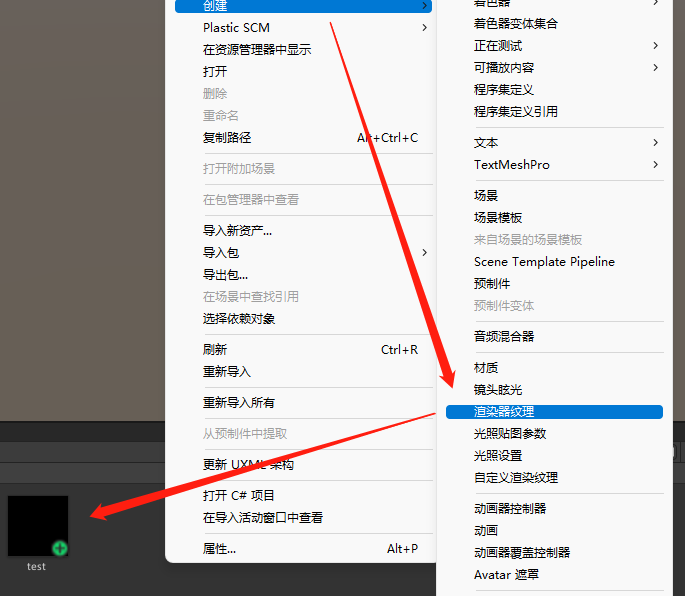 创建
Plastic SCM
在资源管理器中显示
打开
删除
重命名
复制路径 Alt+Ctrl+C
打开附加场景
在包管理器中查看
导入新资产...
导入包
导出包...
在场景中查找引用
选择依赖对象
刷新 Ctrl+R
重新导入
重新导入所有
从预制件中提取
更新 UXML 架构
打开 C# 项目
在导入活动窗口中查看
属性... Alt+P
着色器
着色器变体集合
正在测试
可播放内容
程序集定义
程序集定义引用
文本
TextMeshPro
场景
场景模板
来自场景的场景模板
Scene Template Pipeline
预制件
预制件变体
音频混合器
材质
镜头眩光
渲染器纹理
光照贴图参数
光照设置
自定义渲染纹理
动画器控制器
动画
动画器覆盖控制器
Avatar 遮罩
test